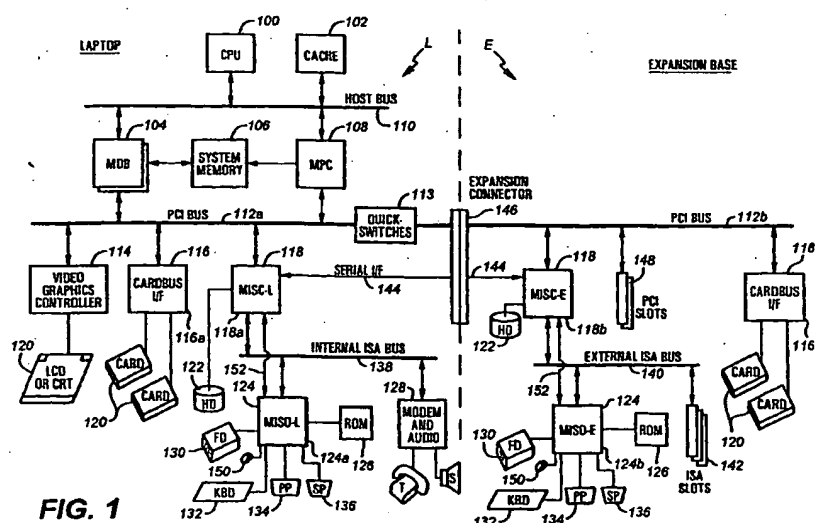 LAPTOP
L
E
EXPANSION BASE
100
CPU
102
CACRE
HOST BUS
110
104
MDB
106
SYSTEM
MEMORY
108
MPC
113
QUICK-
SWITCHES
EXPANSION
CONNECTOR
146
PCI BUS
112a
PCI BUS
112b
114
VIDEO
GRAPHICS
CONTROLLER
116
CARDBUS
I/F
116a
118
MISC-L
118a
SERIAL I/F
144
144
118
MISC-E
118b
148
PCI
SLOTS
116
CARDBUS
I/F
116
120
LCD
OR CRT
CARD
CARD
120
122
HD
152
INTERNAL ISA BUS
138
122
HD
152
EXTERNAL ISA BUS
140
CARD
CARD
120
124
MISD-L
124a
ROM
126
128
MODEM
AND
AUDIO
130
FD
150
T
S
KBD
132
PP
134
SP
136
124
MISD-E
124b
ROM
126
142
ISA
SLOTS
130
FD
150
KBD
132
PP
134
SP
136
FIG. 1